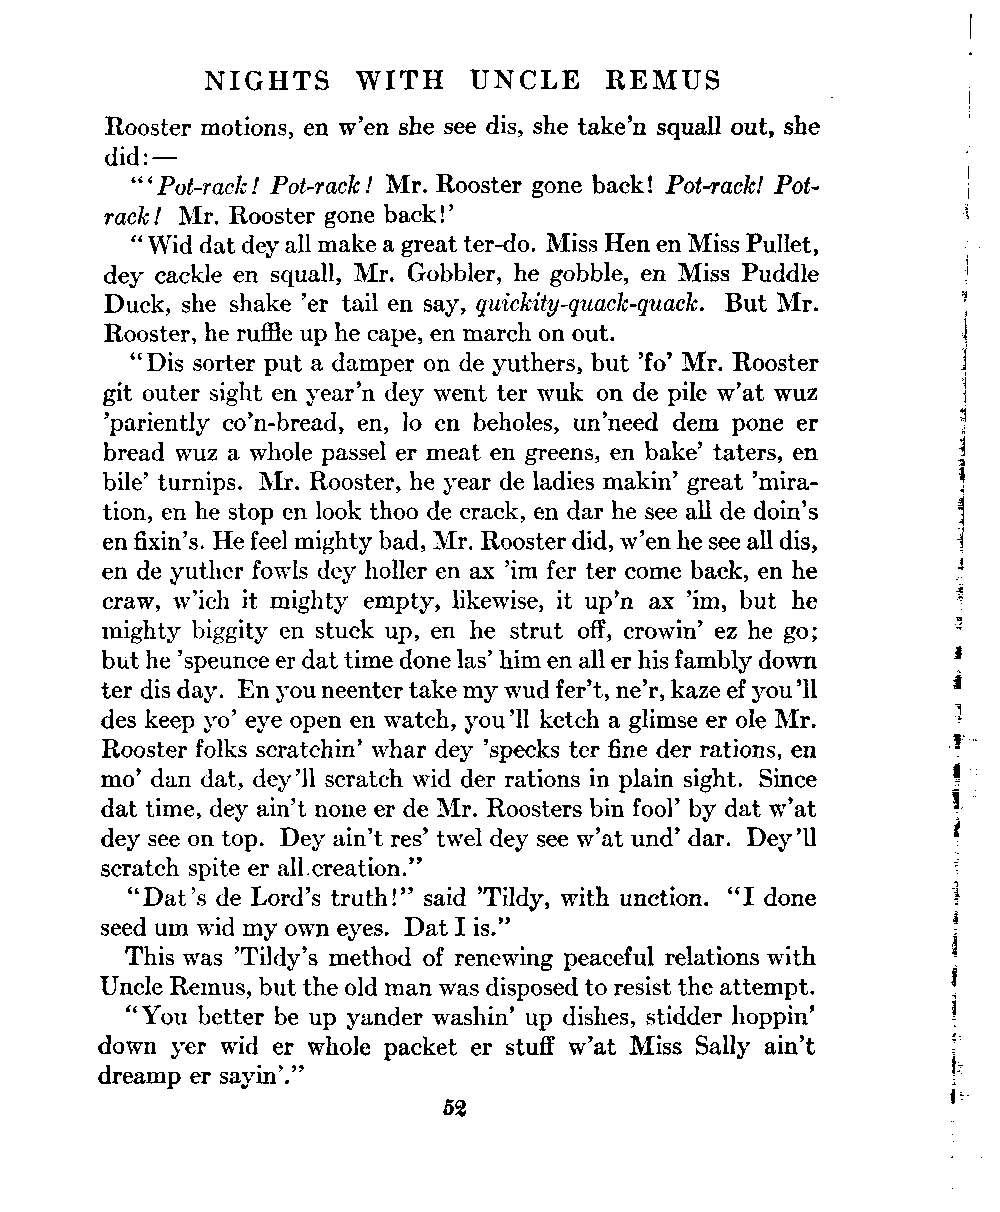 NIGHTS WITH UNCLE REMUS
Rooster motions, en w'en she see dis, she take'n squall out, she
did:—
"'Pot-rack! Pot-rack! Mr. Rooster gone back! Pot-rack! Pot-
rack! Mr. Rooster gone back!'
"Wid dat dey all make a great ter-do. Miss Hen en Miss Pullet,
dey cackle en squall, Mr. Gobbler, he gobble, en Miss Puddle
Duck, she shake 'er tail en say, quickity-quack-quack. But Mr.
Rooster, he ruffle up he cape, en march on out.
"Dis sorter put a damper on de yuthers, but 'fo' Mr. Rooster
git outer sight en year'n dey went ter wuk on de pile w'at wuz
'pariently co'n-bread, en, lo en beholes, un'need dem pone er
bread wuz a whole passel er meat en greens, en bake' taters, en
bile' turnips. Mr. Rooster, he year de ladies makin' great 'mira-
tion, en he stop en look thoo de crack, en dar he see all de doin's
en fixin's. He feel mighty bad, Mr. Rooster did, w'en he see all dis,
en de yuther fowls dey holler en ax 'im fer ter come back, en he
craw, w'ich it mighty empty, likewise, it up'n ax 'im, but he
mighty biggity en stuck up, en he strut off, crowin' ez he go;
but he 'speunce er dat time done las' him en all er his fambly down
ter dis day. En you neenter take my wud fer't, ne'r, kaze ef you'll
des keep yo' eye open en watch, you'll ketch a glimse er ole Mr.
Rooster folks scratchin' whar dey 'specks ter fine der rations, en
mo' dan dat, dey'll scratch wid der rations in plain sight. Since
dat time, dey ain't none er de Mr. Roosters bin fool' by dat w'at
dey see on top. Dey ain't res' twel dey see w'at und' dar. Dey'll
scratch spite er all creation."
"Dat's de Lord's truth!" said 'Tildy, with unction. "I done
seed um wid my own eyes. Dat I is."
This was 'Tildy's method of renewing peaceful relations with
Uncle Remus, but the old man was disposed to resist the attempt.
"You better be up yander washin' up dishes, stidder hoppin'
down yer wid er whole packet er stuff w'at Miss Sally ain't
dreamp er sayin'."
52